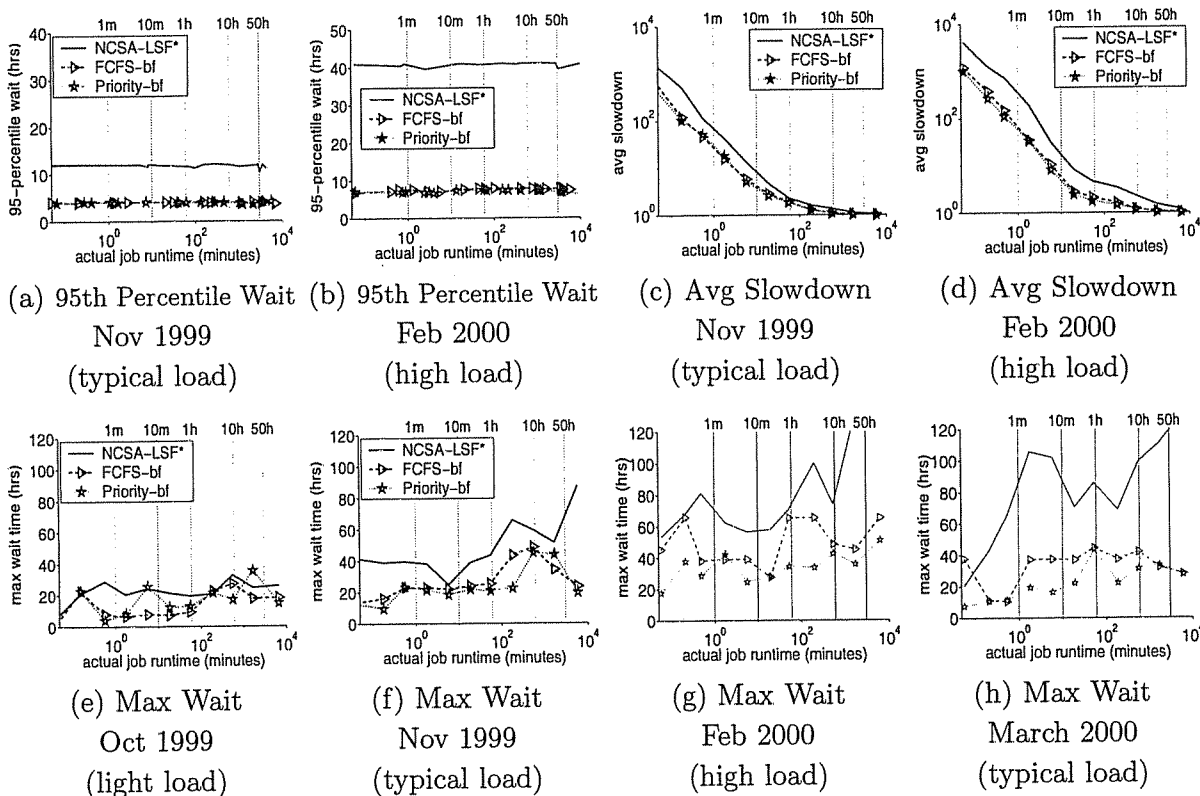 1m 10m 1h 10h 50h
40
30
20
10
0
95-percentile wait (hrs)
NCSA-LSF*
FCFS-bf
Priority-bf
10^0 10^2 10^4
actual job runtime (minutes)
(a) 95th Percentile Wait
Nov 1999
(typical load)
1m 10m 1h 10h 50h
50
40
30
20
10
0
95-percentile wait (hrs)
NCSA-LSF*
FCFS-bf
Priority-bf
10^0 10^2 10^4
actual job runtime (minutes)
(b) 95th Percentile Wait
Feb 2000
(high load)
1m 10m 1h 10h 50h
10^4
10^2
10^0
avg slowdown
NCSA-LSF*
FCFS-bf
Priority-bf
10^0 10^2 10^4
actual job runtime (minutes)
(c) Avg Slowdown
Nov 1999
(typical load)
1m 10m 1h 10h 50h
10^4
10^2
10^0
avg slowdown
NCSA-LSF*
FCFS-bf
Priority-bf
10^0 10^2 10^4
actual job runtime (minutes)
(d) Avg Slowdown
Feb 2000
(high load)
1m 10m 1h 10h 50h
120
100
80
60
40
20
0
max wait time (hrs)
NCSA-LSF*
FCFS-bf
Priority-bf
10^0 10^2 10^4
actual job runtime (minutes)
(e) Max Wait
Oct 1999
(light load)
1m 10m 1h 10h 50h
120
100
80
60
40
20
0
max wait time (hrs)
NCSA-LSF*
FCFS-bf
Priority-bf
10^0 10^2 10^4
actual job runtime (minutes)
(f) Max Wait
Nov 1999
(typical load)
1m 10m 1h 10h 50h
120
100
80
60
40
20
0
max wait time (hrs)
10^0 10^2 10^4
actual job runtime (minutes)
(g) Max Wait
Feb 2000
(high load)
1m 10m 1h 10h 50h
120
100
80
60
40
20
0
max wait time (hrs)
10^0 10^2 10^4
actual job runtime (minutes)
(h) Max Wait
March 2000
(typical load)